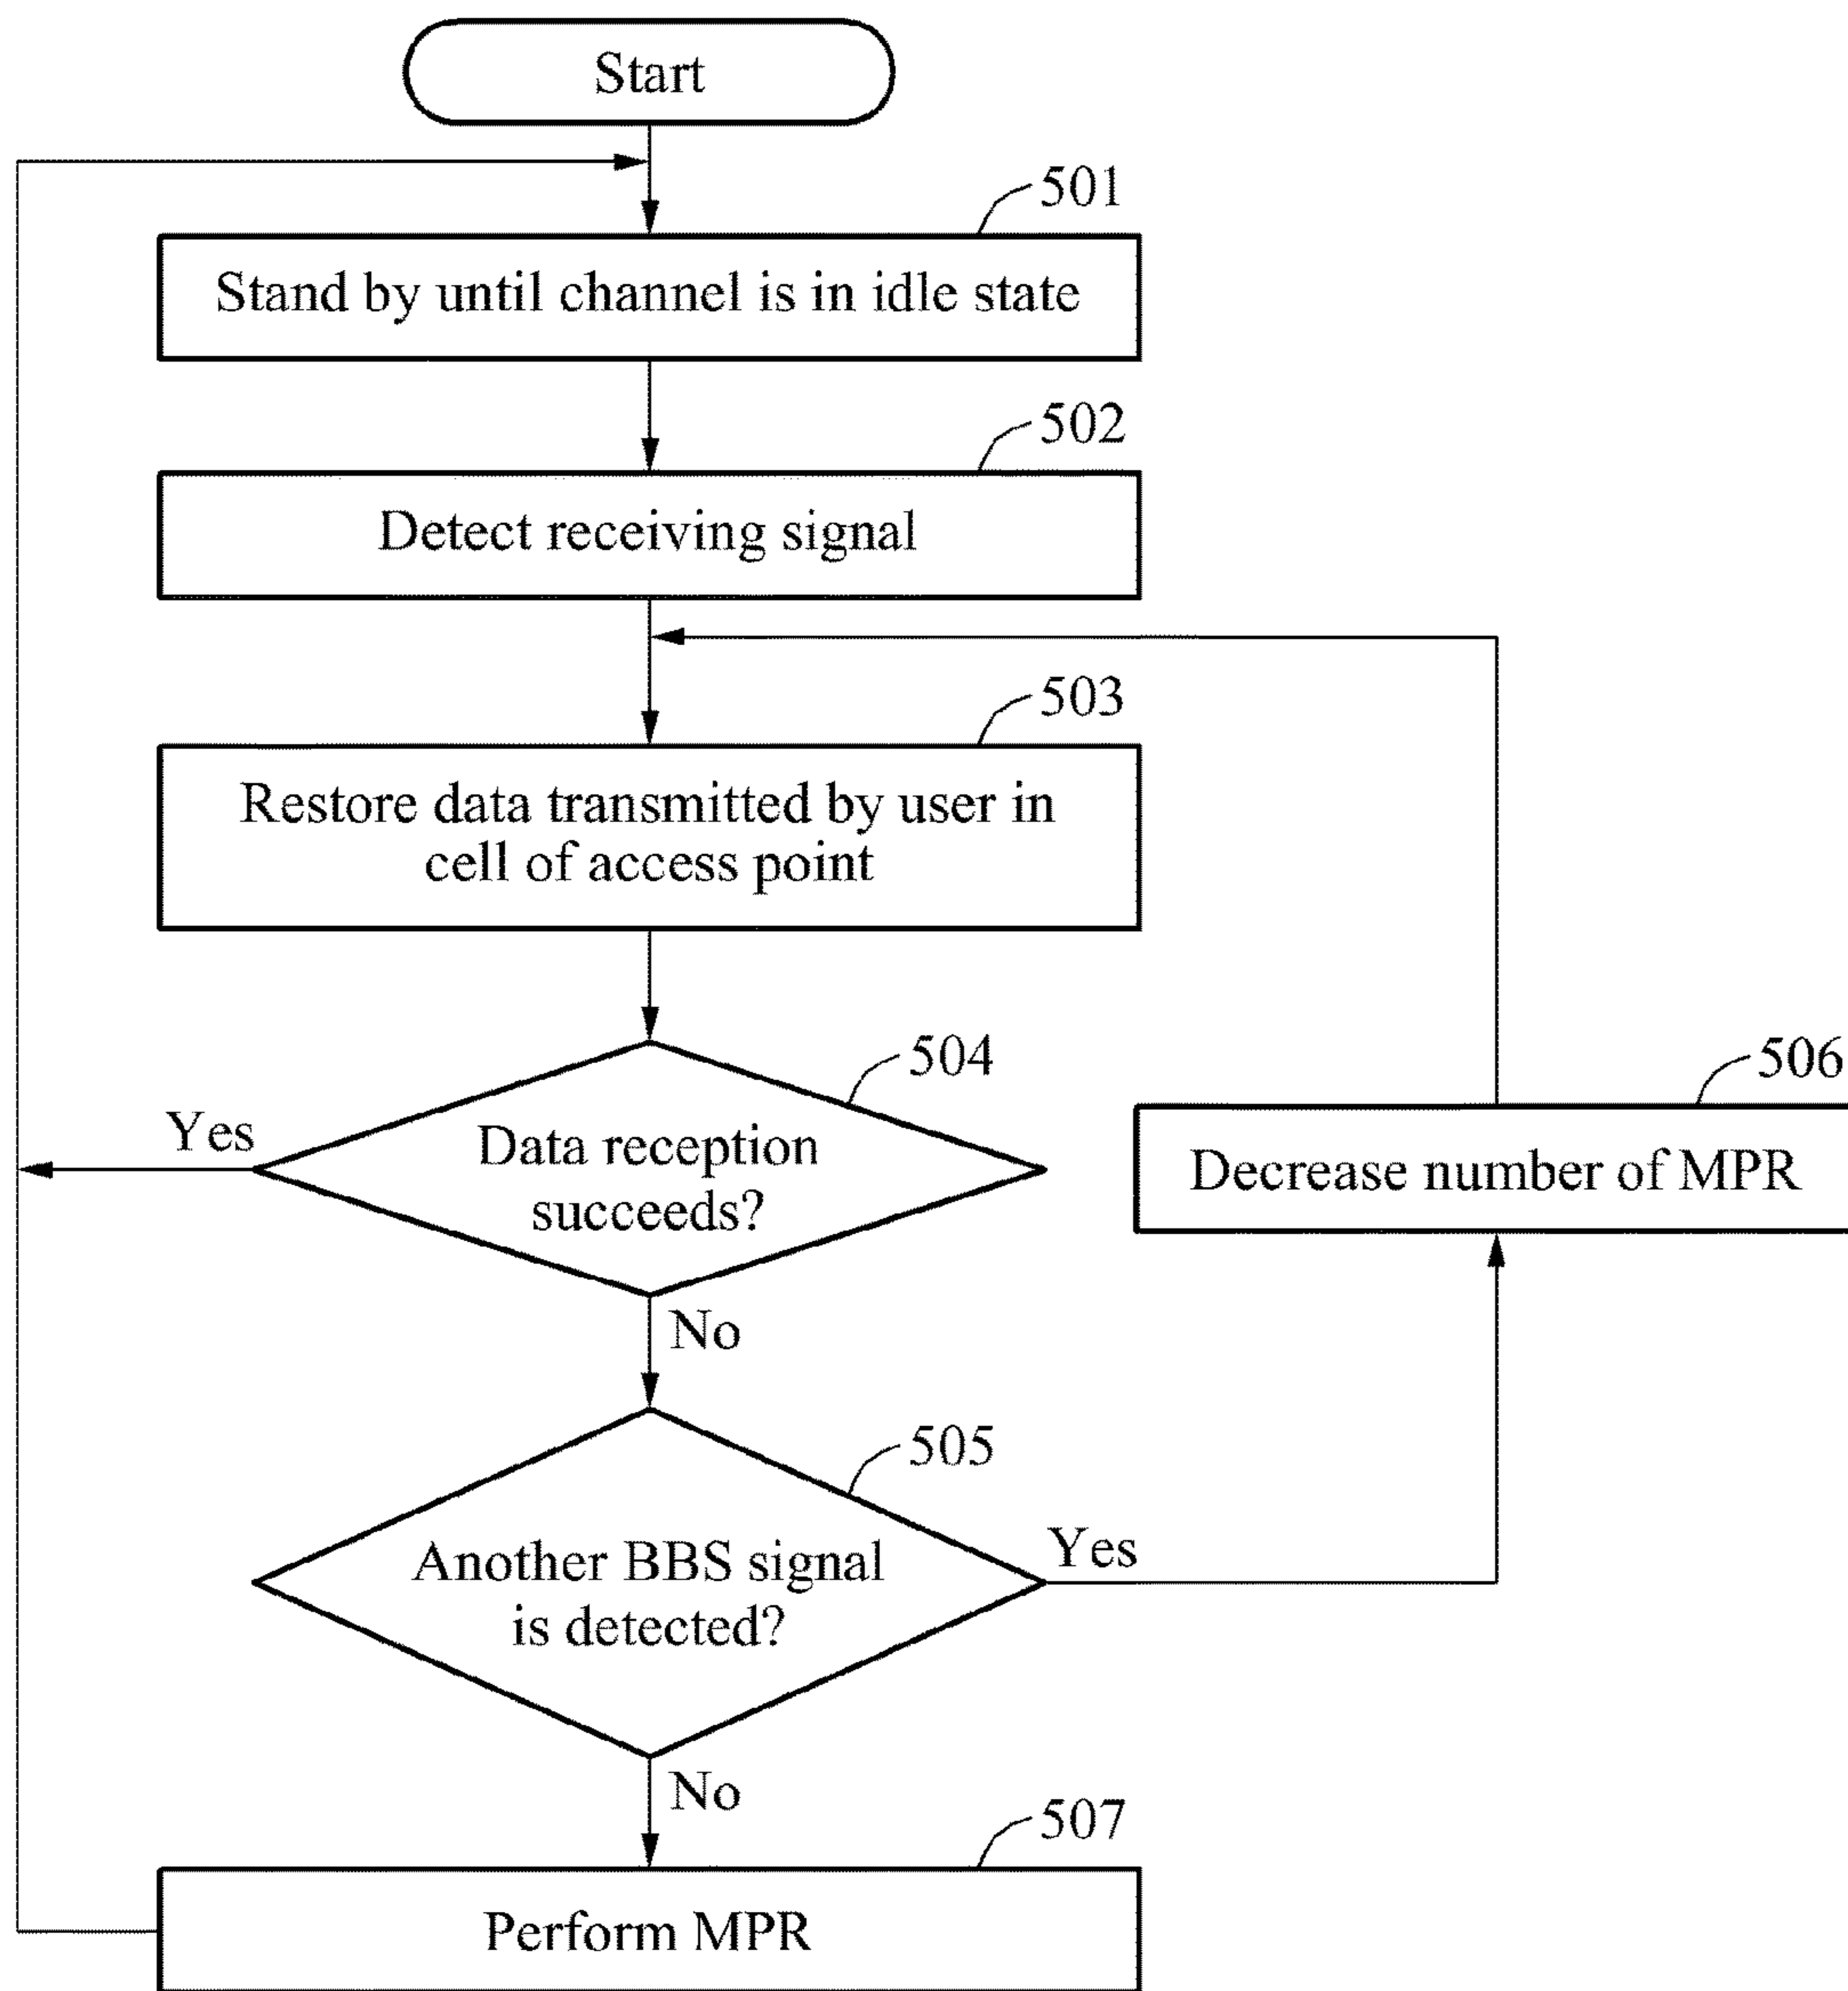 Start
501
Stand by until channel is in idle state
502
Detect receiving signal
503
Restore data transmitted by user in
cell of access point
504
Yes
Data reception
succeeds?
506
Decrease number of MPR
No
505
Another BBS signal
is detected?
Yes
No
507
Perform MPR